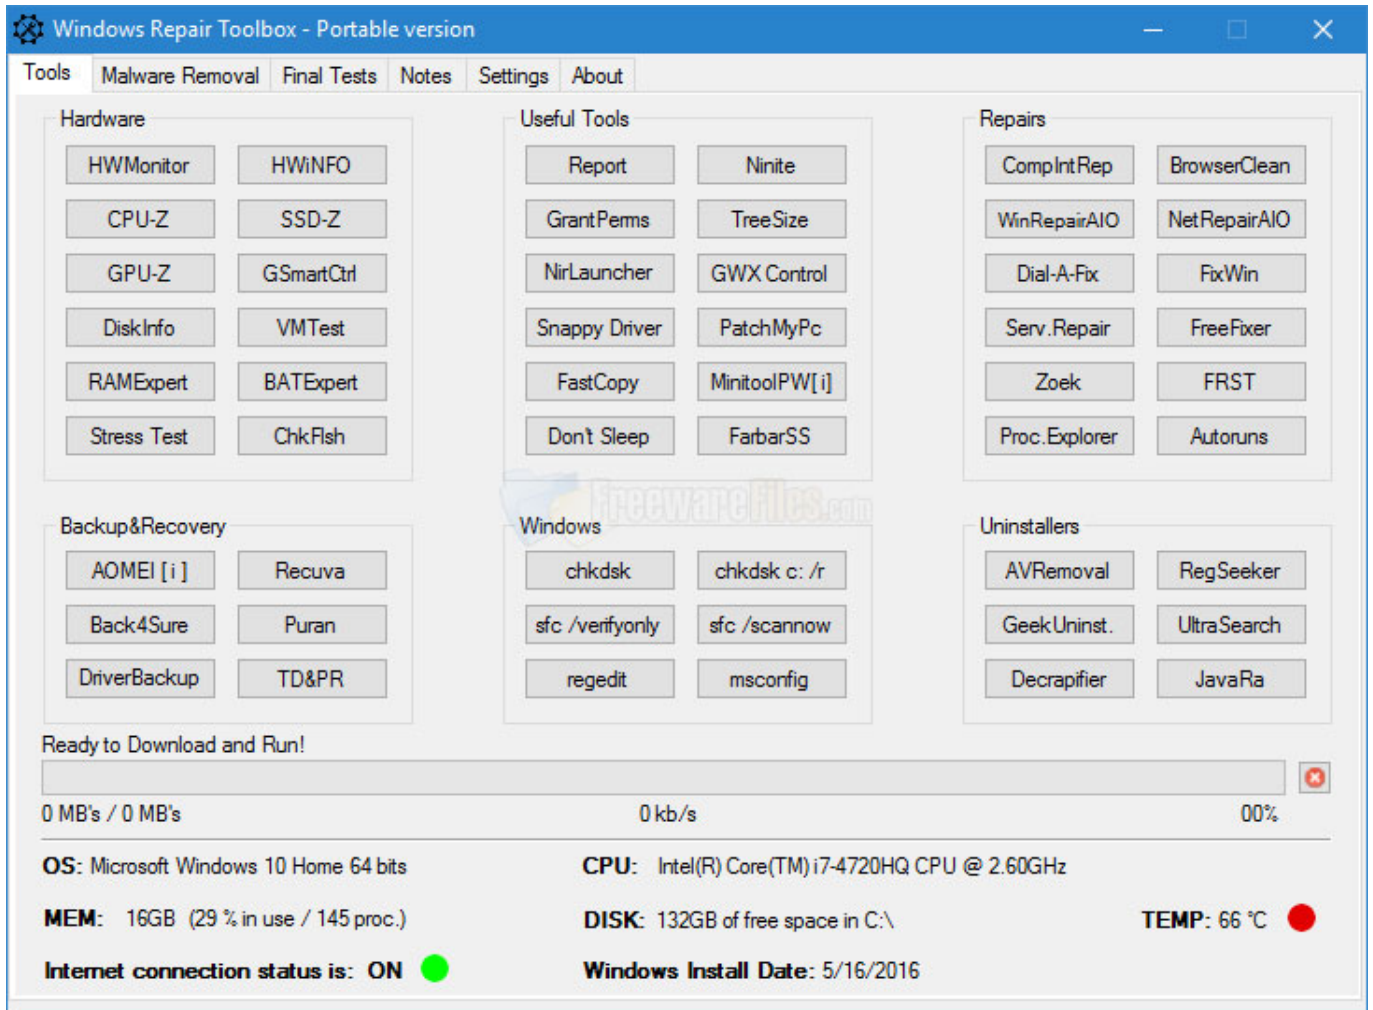 Windows Repair Toolbox - Portable version
Tools Malware Removal Final Tests Notes Settings About
Hardware
HWMonitor HWiNFO
CPU-Z SSD-Z
GPU-Z GSmartCtrl
DiskInfo VMTest
RAMExpert BATExpert
Stress Test ChkFlsh
Useful Tools
Report Ninite
GrantPerms TreeSize
NirLauncher GWX Control
Snappy Driver PatchMyPc
FastCopy MinitoolPW[i]
Don't Sleep FarbarSS
Repairs
CompIntRep BrowserClean
WinRepairAIO NetRepairAIO
Dial-A-Fix FixWin
Serv.Repair FreeFixer
Zoek FRST
Proc.Explorer Autoruns
FreewareFiles.com
Backup&Recovery
AOMEI [i] Recuva
Back4Sure Puran
DriverBackup TD&PR
Windows
chkdsk chkdsk c: /r
sfc /verifyonly sfc /scannow
regedit msconfig
Uninstallers
AVRemoval RegSeeker
GeekUninst. UltraSearch
Decrapifier JavaRa
Ready to Download and Run!
0 MB's / 0 MB's 0 kb/s 00%
OS: Microsoft Windows 10 Home 64 bits CPU: Intel(R) Core(TM) i7-4720HQ CPU @ 2.60GHz
MEM: 16GB (29 % in use / 145 proc.) DISK: 132GB of free space in C:\ TEMP: 66 °C
Internet connection status is: ON Windows Install Date: 5/16/2016